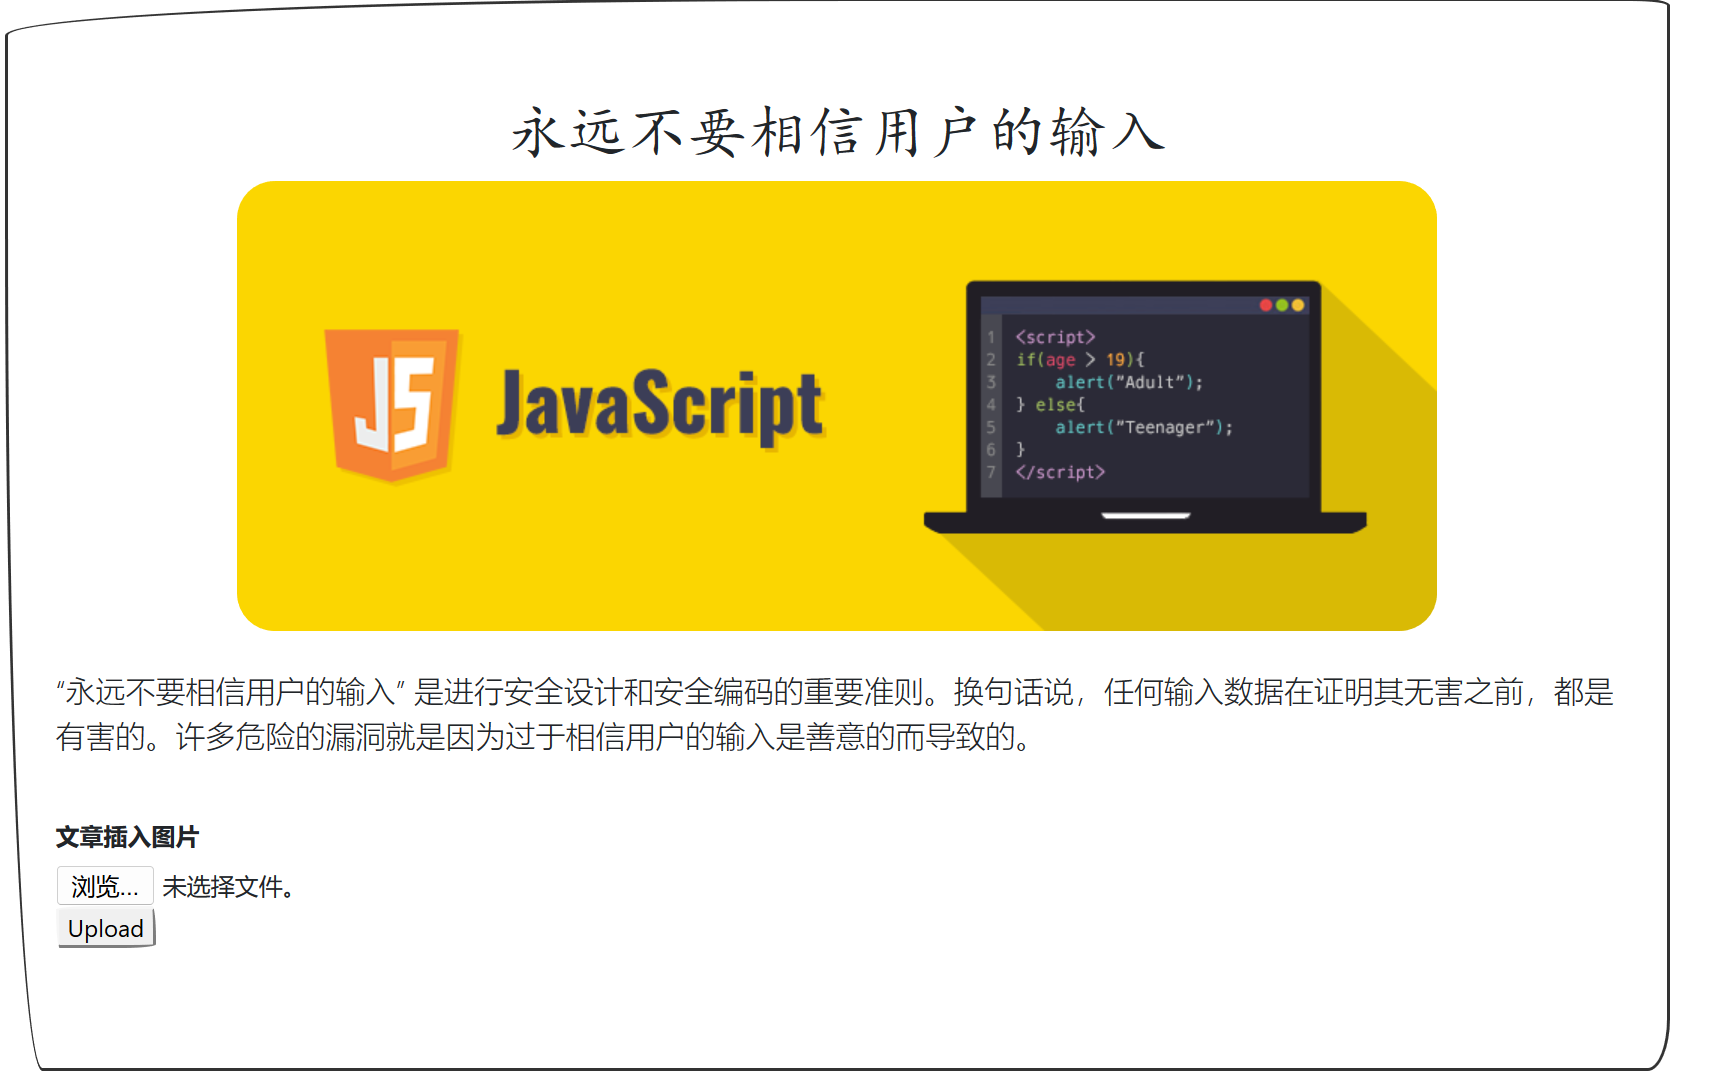 永远不要相信用户的输入
JS
JavaScript
1 <script>
2 if(age > 19){
3 alert("Adult");
4 } else{
5 alert("Teenager");
6 }
7 </script>
“永远不要相信用户的输入” 是进行安全设计和安全编码的重要准则。换句话说，任何输入数据在证明其无害之前，都是
有害的。许多危险的漏洞就是因为过于相信用户的输入是善意的而导致的。
文章插入图片
浏览... 未选择文件。
Upload